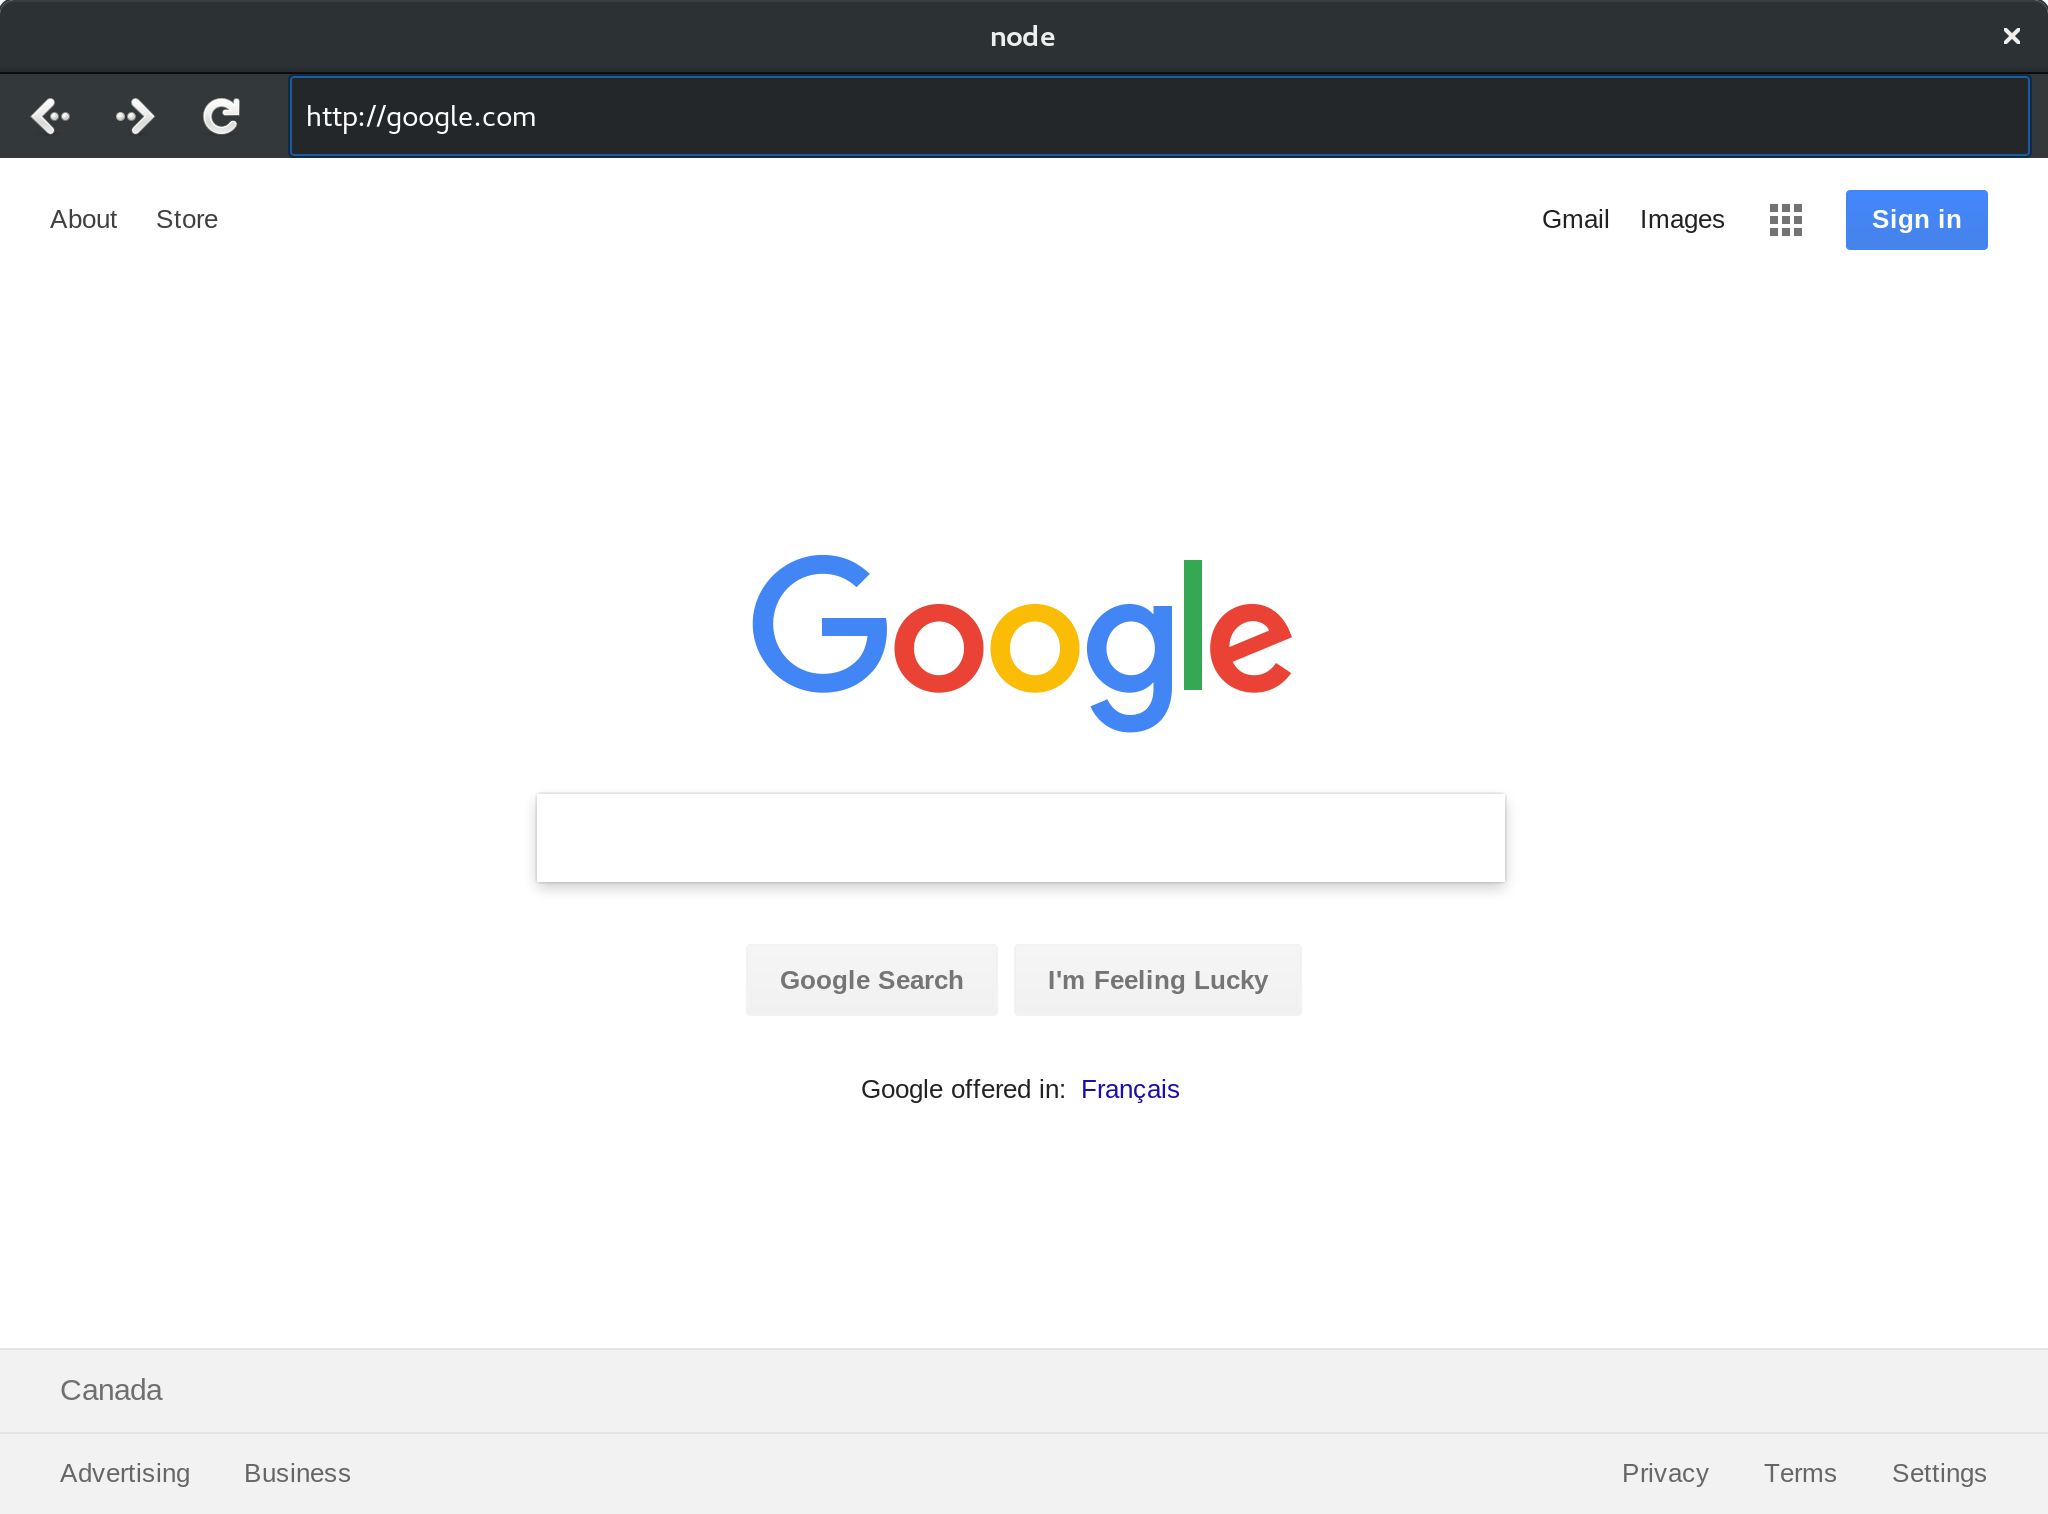 node
http://google.com
About Store Gmail Images Sign in
Google
Google Search I'm Feeling Lucky
Google offered in: Français
Canada
Advertising Business Privacy Terms Settings